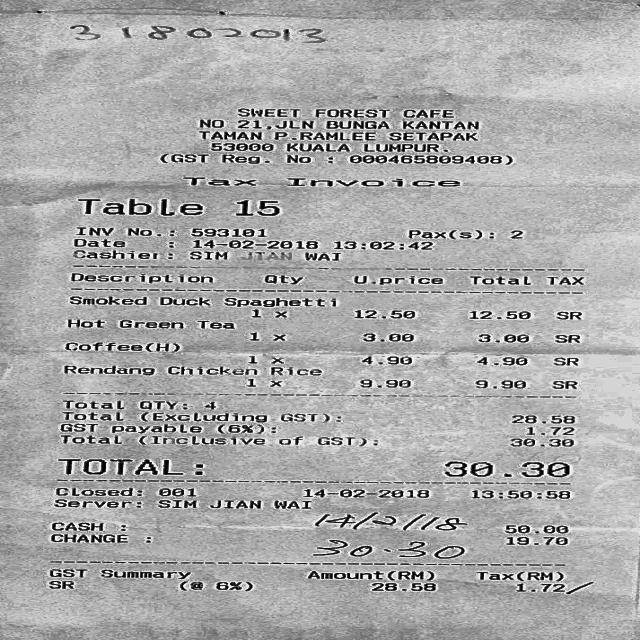 31802013
SWEET FOREST CAFE
NO 21,JLN BUNGA KANTAN
TAMAN P.RAMLEE SETAPAK
53000 KUALA LUMPUR.
(GST Reg. No : 000465809408)
Tax Invoice
Table 15
INV No.: 593101 Pax(s): 2
Date : 14-02-2018 13:02:42
Cashier: SIM JIAN WAI
Description Qty U.price Total TAX
Smoked Duck Spaghetti
1 x 12.50 12.50 SR
Hot Green Tea
1 x 3.00 3.00 SR
Coffee(H)
1 x 4.90 4.90 SR
Rendang Chicken Rice
1 x 9.90 9.90 SR
Total QTY: 4
Total (Excluding GST): 28.58
GST payable (6%): 1.72
Total (Inclusive of GST): 30.30
TOTAL: 30.30
Closed: 001 14-02-2018 13:50:58
Server: SIM JIAN WAI
14/2/18
CASH : 50.00
CHANGE : 19.70
30.30
GST Summary Amount(RM) Tax(RM)
SR (@ 6%) 28.58 1.72